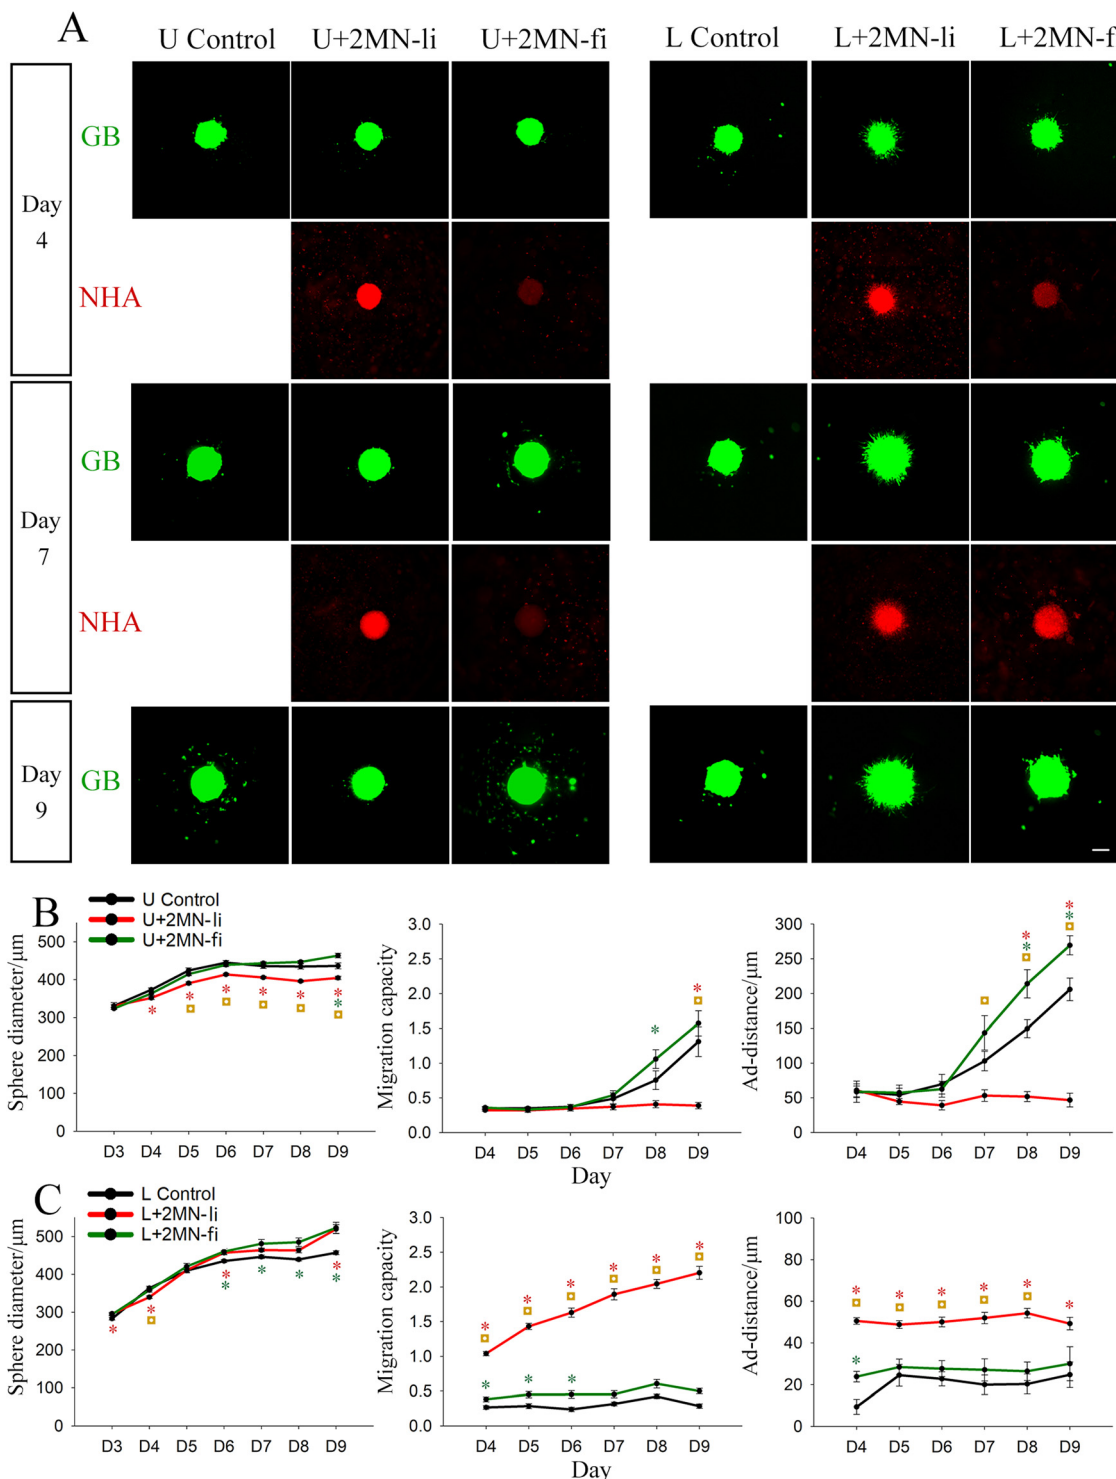 A
U Control U+2MN-li U+2MN-fi L Control L+2MN-li L+2MN-f
Day
4
GB
NHA
Day
7
GB
NHA
Day
9
GB
B
U Control
U+2MN-li
U+2MN-fi
Sphere diameter/μm
500
400
300
200
100
0
D3 D4 D5 D6 D7 D8 D9
Migration capacity
3.0
2.5
2.0
1.5
1.0
0.5
0.0
D4 D5 D6 D7 D8 D9
Ad-distance/μm
300
250
200
150
100
50
0
D4 D5 D6 D7 D8 D9
Day
C
L Control
L+2MN-li
L+2MN-fi
Sphere diameter/μm
500
400
300
200
100
0
D3 D4 D5 D6 D7 D8 D9
Migration capacity
3.0
2.5
2.0
1.5
1.0
0.5
0.0
D4 D5 D6 D7 D8 D9
Ad-distance/μm
100
80
60
40
20
0
D4 D5 D6 D7 D8 D9
Day